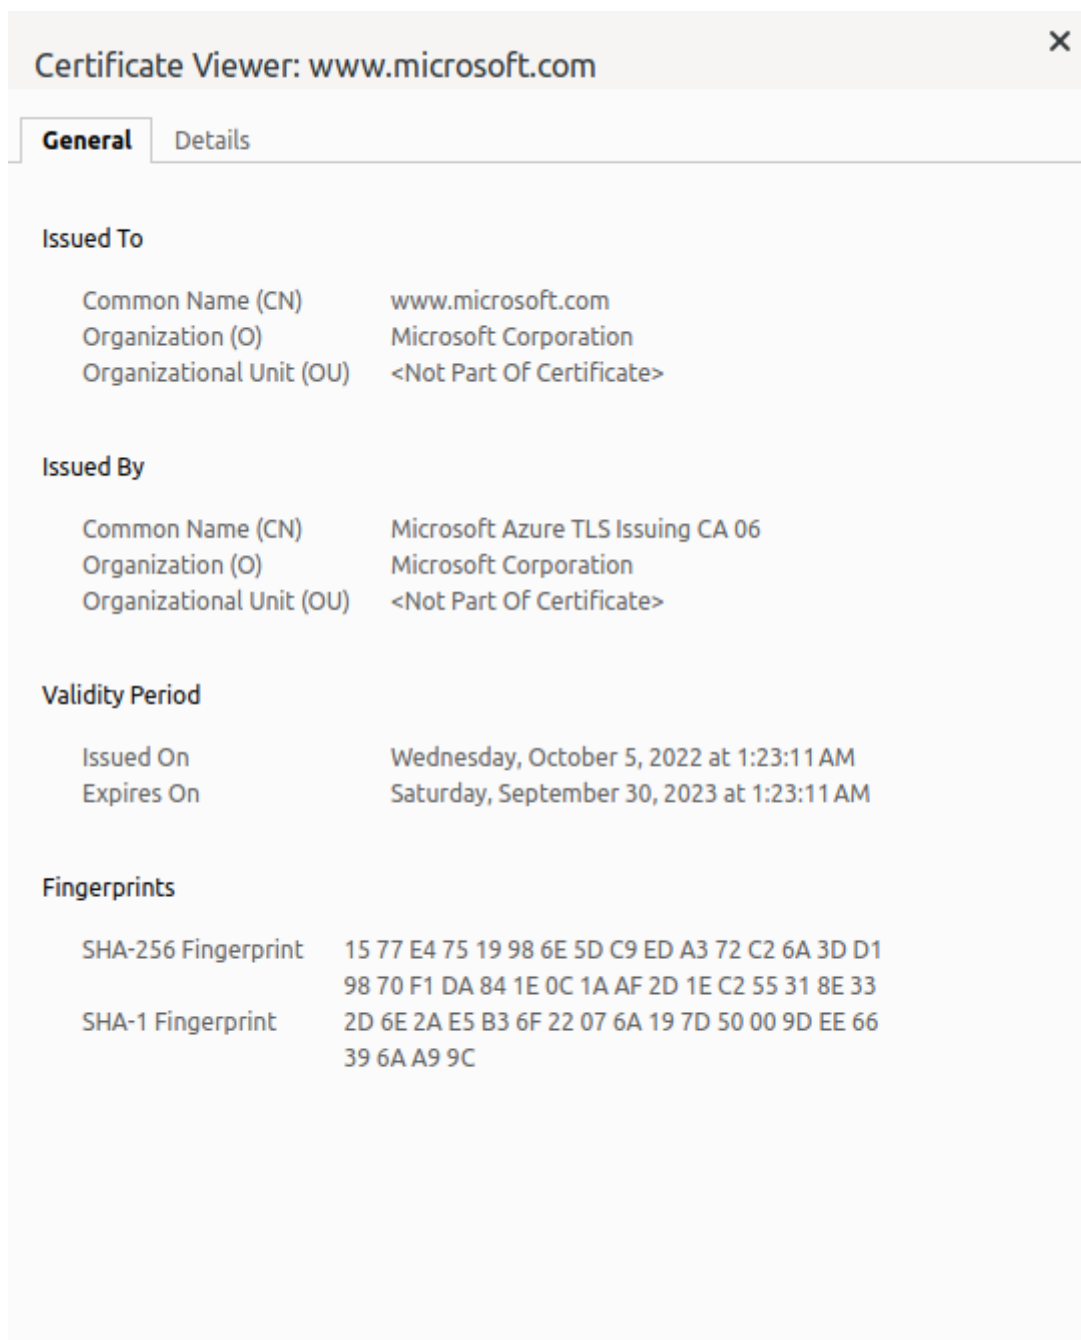 Certificate Viewer: www.microsoft.com
General Details
Issued To
Common Name (CN) www.microsoft.com
Organization (O) Microsoft Corporation
Organizational Unit (OU) <Not Part Of Certificate>
Issued By
Common Name (CN) Microsoft Azure TLS Issuing CA 06
Organization (O) Microsoft Corporation
Organizational Unit (OU) <Not Part Of Certificate>
Validity Period
Issued On Wednesday, October 5, 2022 at 1:23:11 AM
Expires On Saturday, September 30, 2023 at 1:23:11 AM
Fingerprints
SHA-256 Fingerprint 15 77 E4 75 19 98 6E 5D C9 ED A3 72 C2 6A 3D D1
98 70 F1 DA 84 1E 0C 1A AF 2D 1E C2 55 31 8E 33
SHA-1 Fingerprint 2D 6E 2A E5 B3 6F 22 07 6A 19 7D 50 00 9D EE 66
39 6A A9 9C